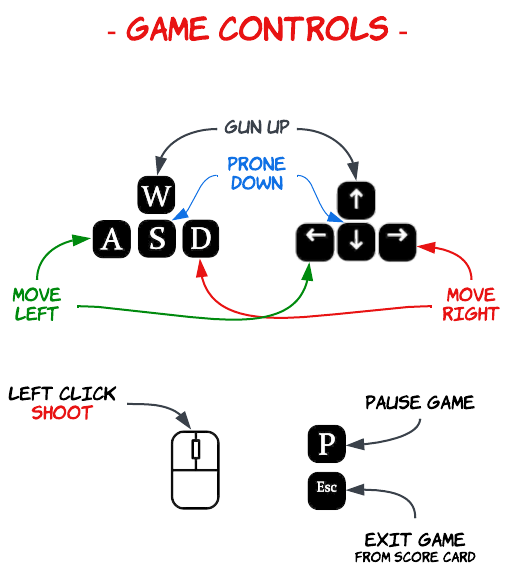 - GAME CONTROLS -
GUN UP
PRONE
DOWN
W
↑
A S D
← ↓ →
MOVE
LEFT
MOVE
RIGHT
LEFT CLICK
SHOOT
PAUSE GAME
P
Esc
EXIT GAME
FROM SCORE CARD